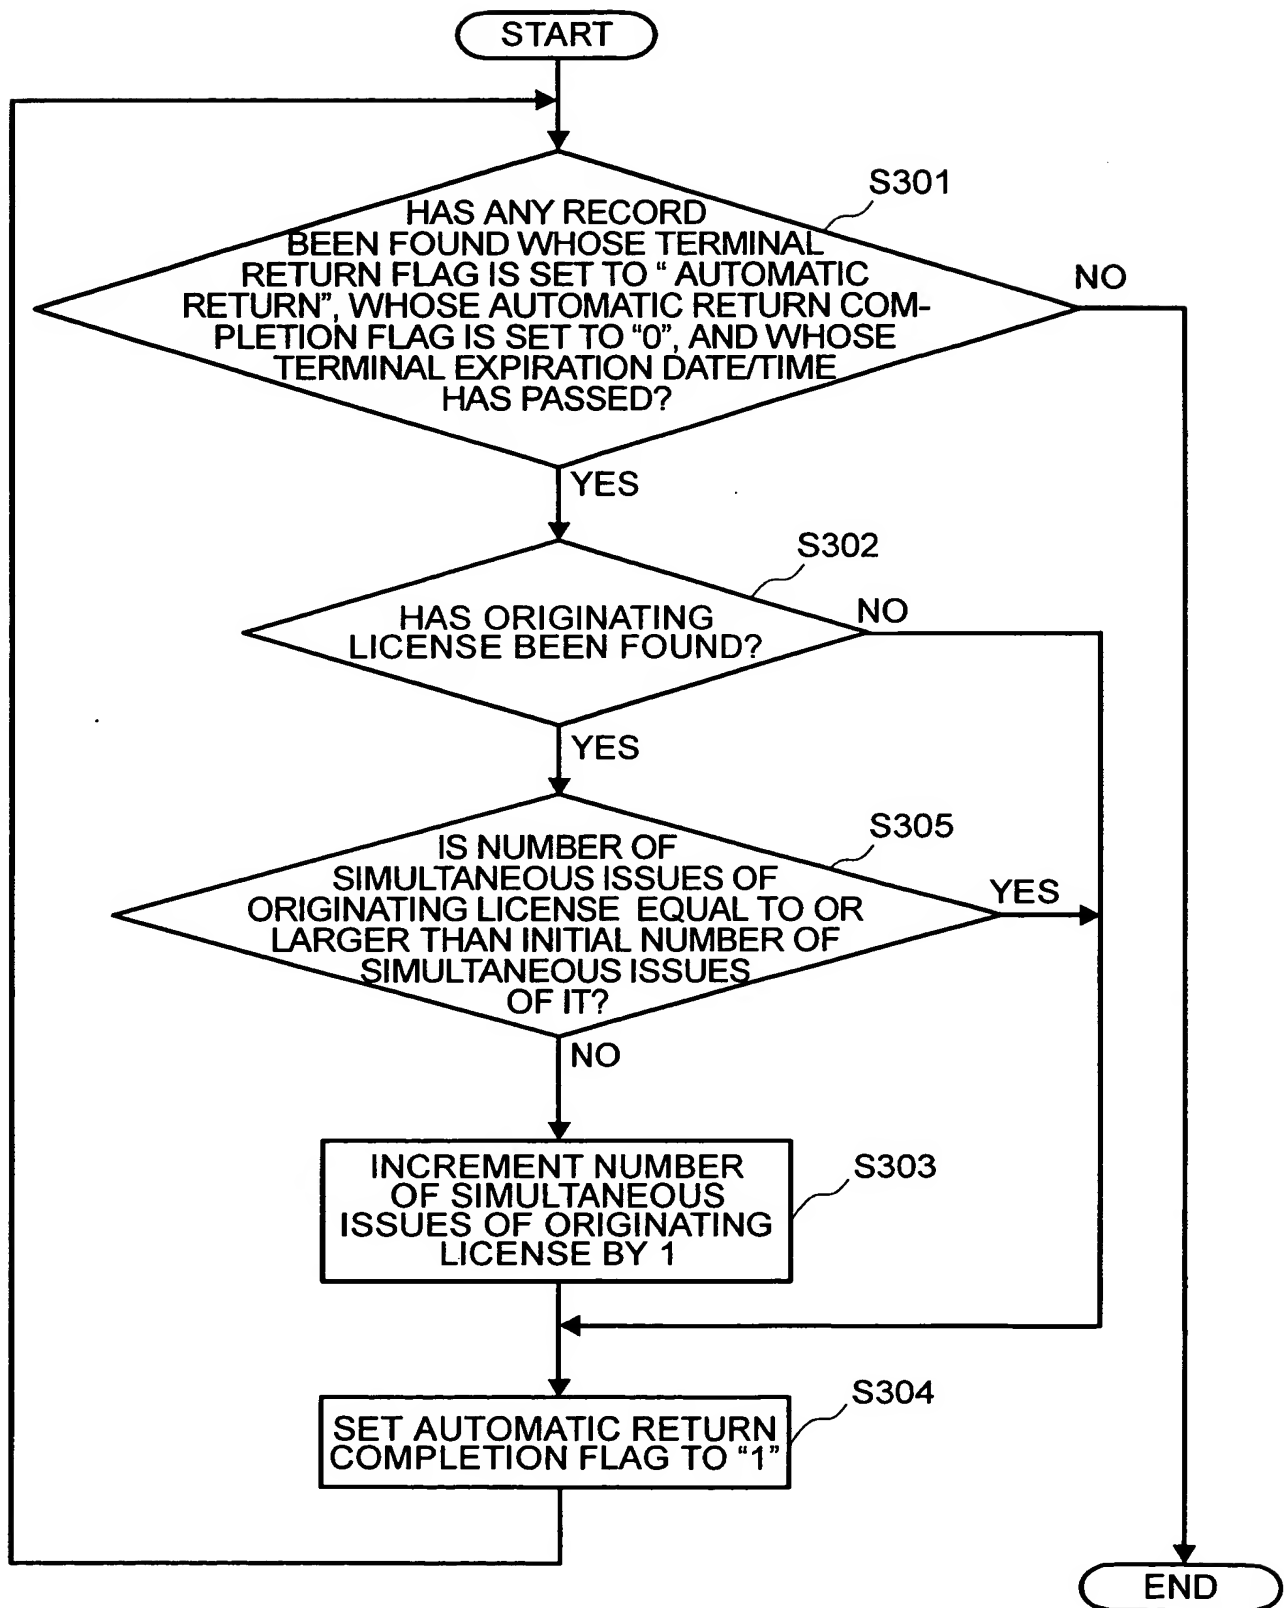 START
S301
HAS ANY RECORD
BEEN FOUND WHOSE TERMINAL
RETURN FLAG IS SET TO “ AUTOMATIC
RETURN”, WHOSE AUTOMATIC RETURN COM-
PLETION FLAG IS SET TO “0”, AND WHOSE
TERMINAL EXPIRATION DATE/TIME
HAS PASSED?
NO
YES
S302
HAS ORIGINATING
LICENSE BEEN FOUND?
NO
YES
S305
IS NUMBER OF
SIMULTANEOUS ISSUES OF
ORIGINATING LICENSE EQUAL TO OR
LARGER THAN INITIAL NUMBER OF
SIMULTANEOUS ISSUES
OF IT?
YES
NO
S303
INCREMENT NUMBER
OF SIMULTANEOUS
ISSUES OF ORIGINATING
LICENSE BY 1
S304
SET AUTOMATIC RETURN
COMPLETION FLAG TO “1”
END